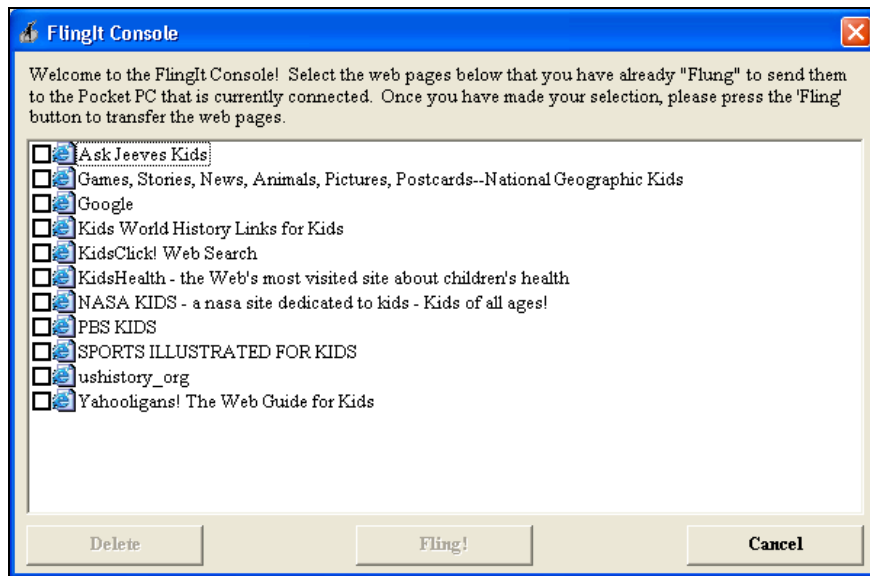 FlingIt Console
Welcome to the FlingIt Console! Select the web pages below that you have already "Flung" to send them
to the Pocket PC that is currently connected. Once you have made your selection, please press the 'Fling'
button to transfer the web pages.
Ask Jeeves Kids
Games, Stories, News, Animals, Pictures, Postcards--National Geographic Kids
Google
Kids World History Links for Kids
KidsClick! Web Search
KidsHealth - the Web's most visited site about children's health
NASA KIDS - a nasa site dedicated to kids - Kids of all ages!
PBS KIDS
SPORTS ILLUSTRATED FOR KIDS
ushistory_org
Yahooligans! The Web Guide for Kids
Delete Fling! Cancel